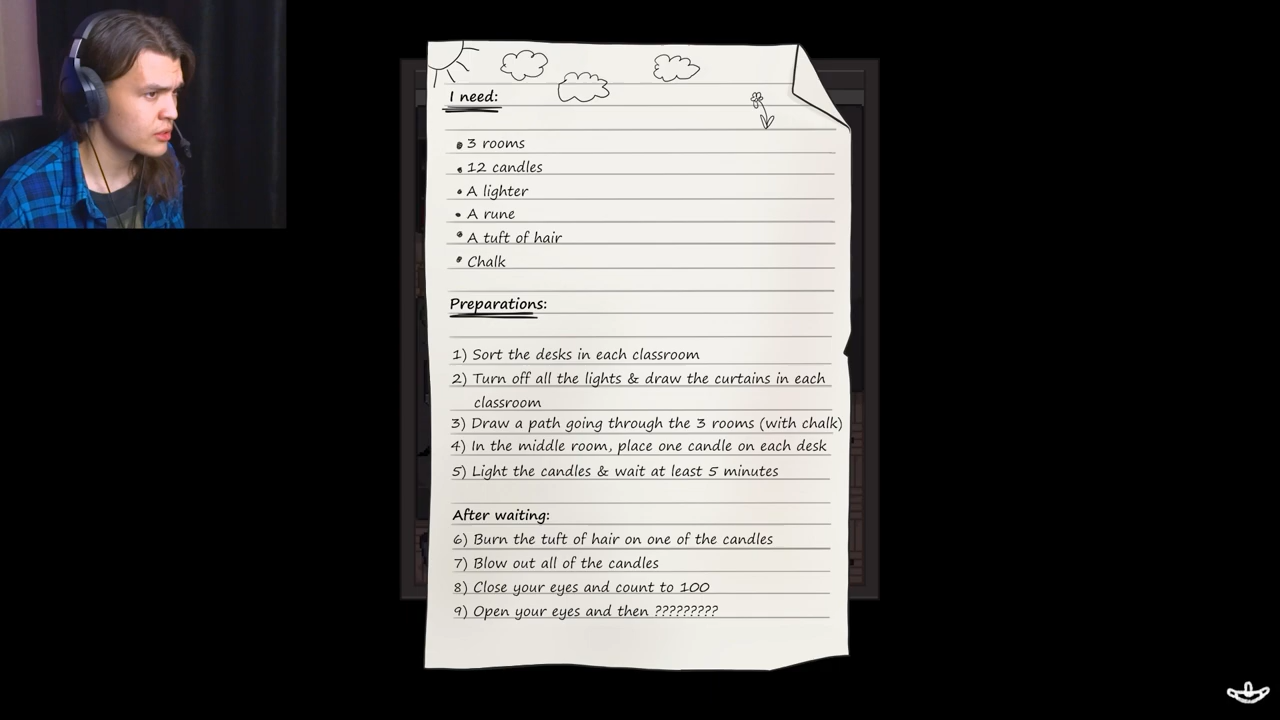 I need:
3 rooms
12 candles
A lighter
A rune
A tuft of hair
Chalk
Preparations:
1) Sort the desks in each classroom
2) Turn off all the lights & draw the curtains in each
classroom
3) Draw a path going through the 3 rooms (with chalk)
4) In the middle room, place one candle on each desk
5) Light the candles & wait at least 5 minutes
After waiting:
6) Burn the tuft of hair on one of the candles
7) Blow out all of the candles
8) Close your eyes and count to 100
9) Open your eyes and then ?????????